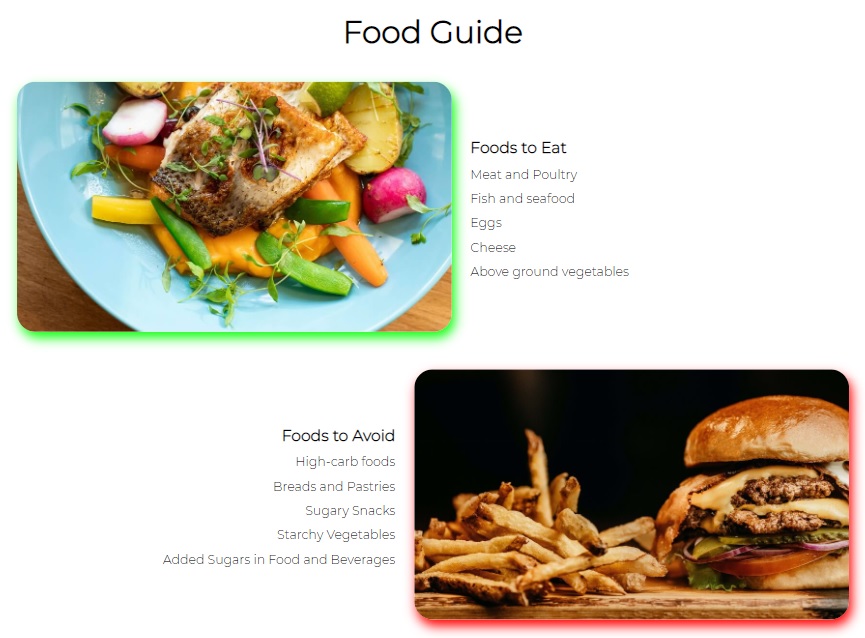 Food Guide
Foods to Eat
Meat and Poultry
Fish and seafood
Eggs
Cheese
Above ground vegetables
Foods to Avoid
High-carb foods
Breads and Pastries
Sugary Snacks
Starchy Vegetables
Added Sugars in Food and Beverages